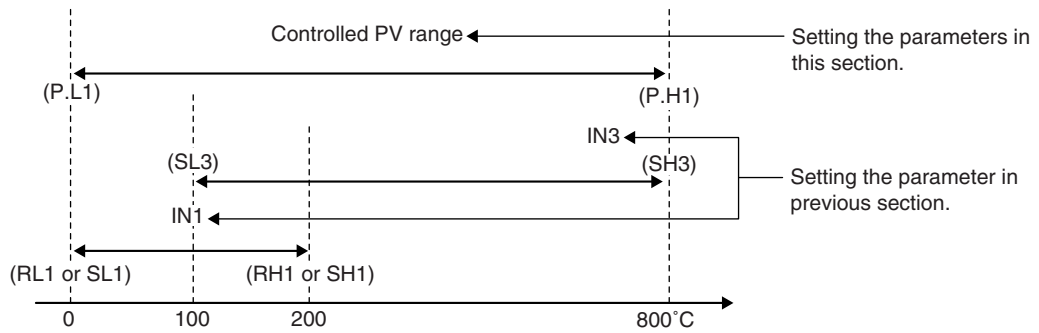 Controlled PV range
Setting the parameters in
this section.
(P.L1)
(P.H1)
IN3
(SL3)
(SH3)
Setting the parameter in
previous section.
IN1
(RL1 or SL1)
(RH1 or SH1)
0
100
200
800˚C